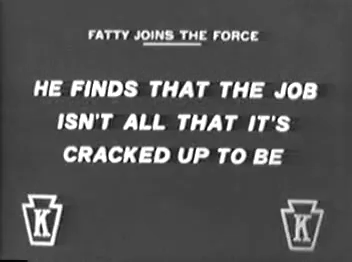 FATTY JOINS THE FORCE
HE FINDS THAT THE JOB
ISN'T ALL THAT IT'S
CRACKED UP TO BE
K K